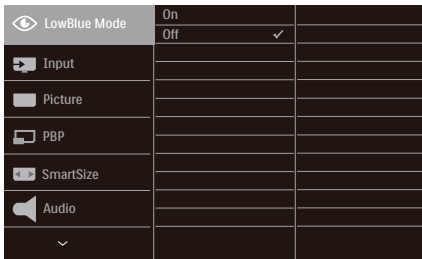 LowBlue Mode
On
Off
Input
Picture
PBP
SmartSize
Audio